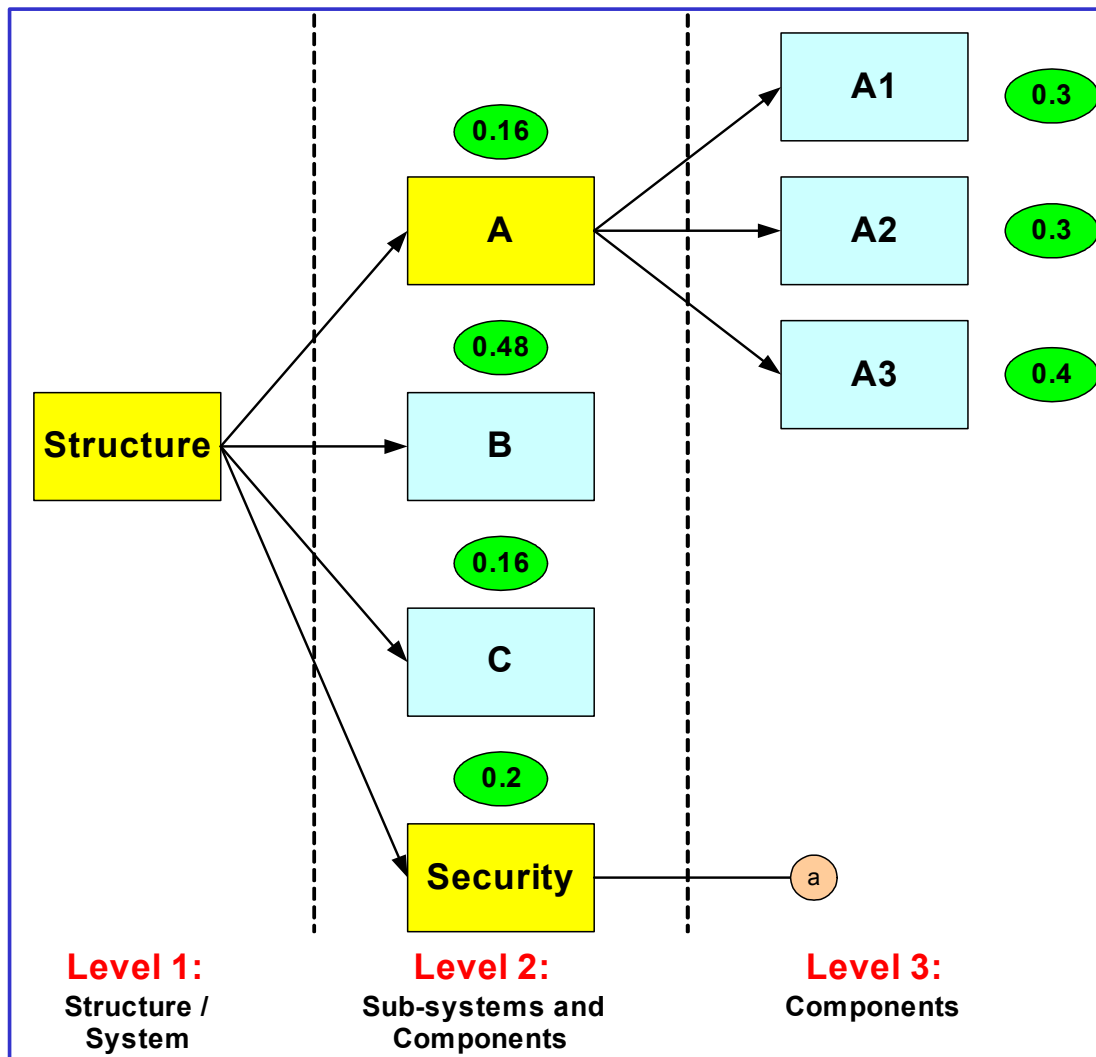 A1
0.3
0.16
A
A2
0.3
0.48
A3
0.4
Structure
B
0.16
C
0.2
Security
a
Level 1:
Structure /
System
Level 2:
Sub-systems and
Components
Level 3:
Components